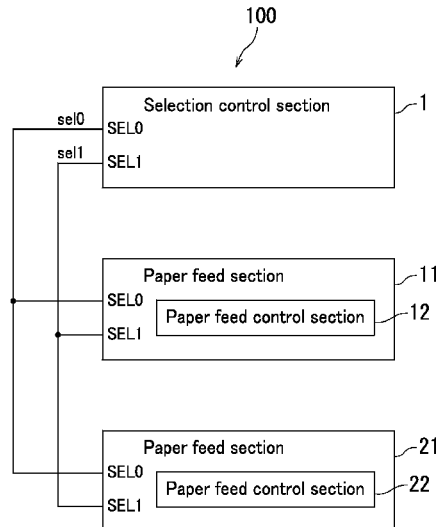 100
Selection control section
1
sel0
SEL0
sel1
SEL1
Paper feed section
11
SEL0
Paper feed control section
12
SEL1
Paper feed section
21
SEL0
Paper feed control section
22
SEL1